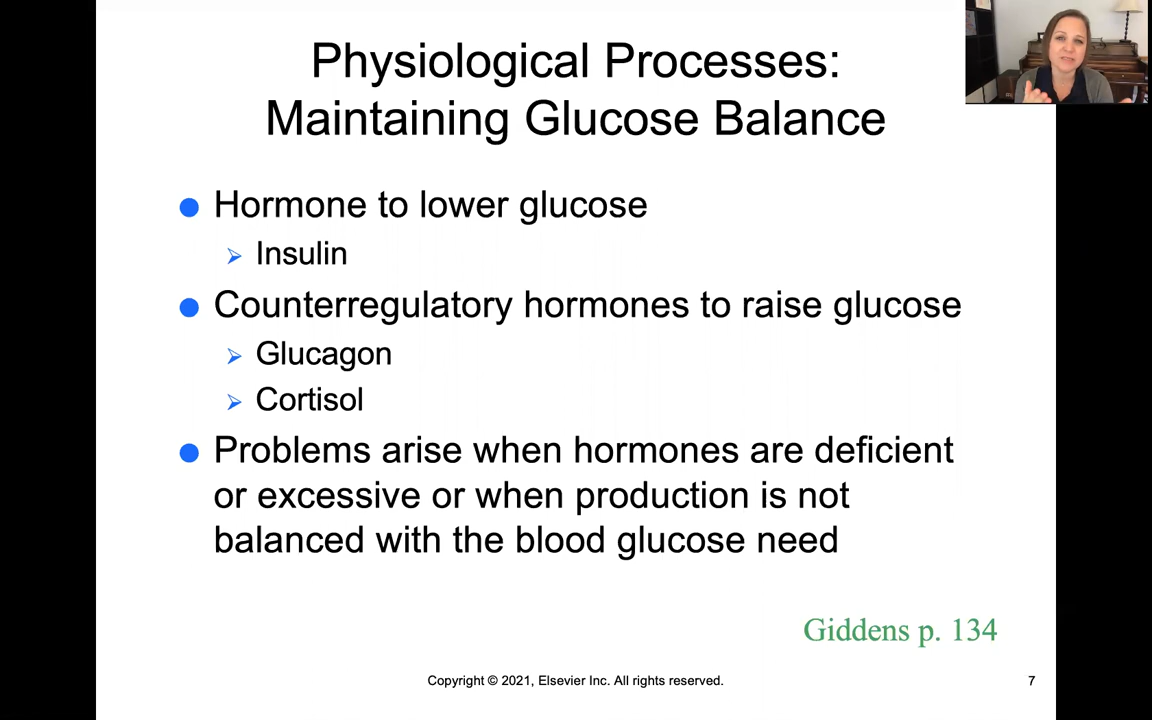 Physiological Processes:
Maintaining Glucose Balance
Hormone to lower glucose
Insulin
Counterregulatory hormones to raise glucose
Glucagon
Cortisol
Problems arise when hormones are deficient
or excessive or when production is not
balanced with the blood glucose need
Giddens p. 134
Copyright © 2021, Elsevier Inc. All rights reserved.
7